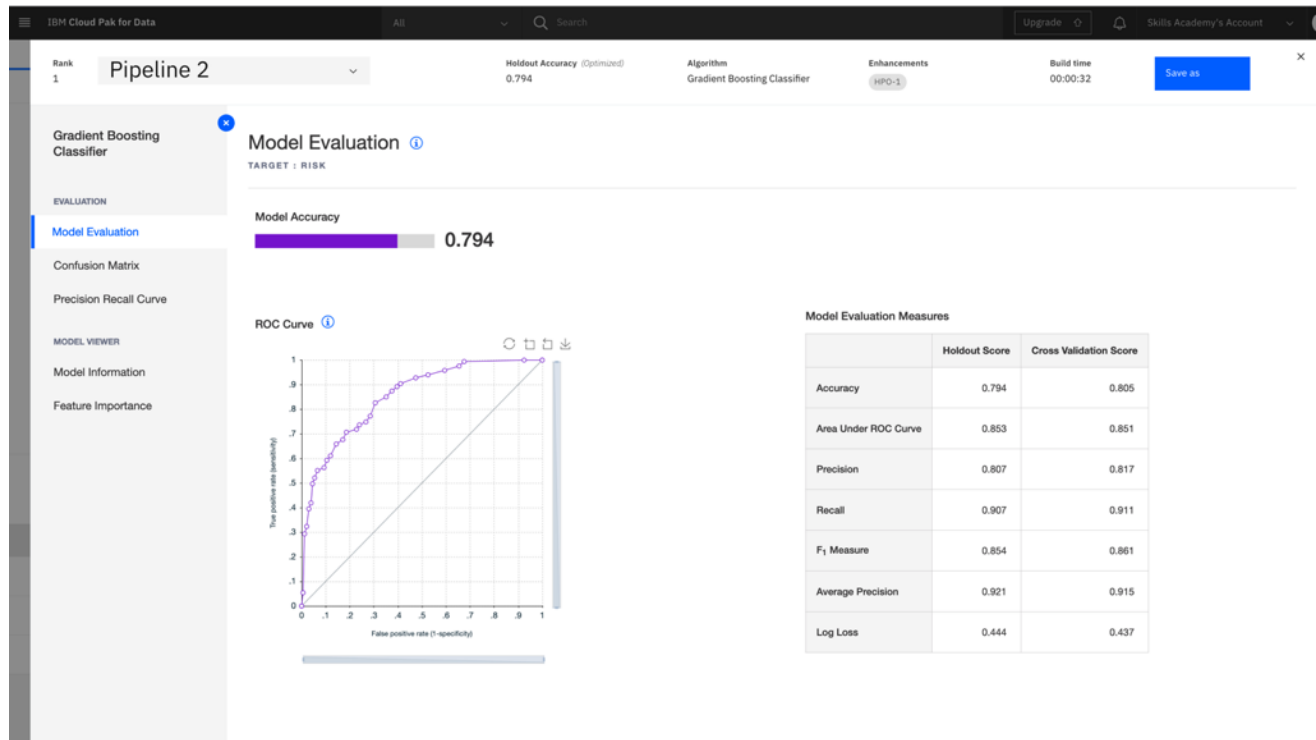 IBM Cloud Pak for Data
All
Search
Upgrade
Skills Academy's Account
Rank
1
Pipeline 2
Holdout Accuracy (Optimized)
0.794
Algorithm
Gradient Boosting Classifier
Enhancements
HPO-1
Build time
00:00:32
Save as
Gradient Boosting
Classifier
EVALUATION
Model Evaluation
Confusion Matrix
Precision Recall Curve
MODEL VIEWER
Model Information
Feature Importance
Model Evaluation
TARGET : RISK
Model Accuracy
0.794
ROC Curve
1
.9
.8
.7
.6
.5
.4
.3
.2
.1
0
True positive rate (sensitivity)
0 .1 .2 .3 .4 .5 .6 .7 .8 .9 1
False positive rate (1-specificity)
Model Evaluation Measures
Holdout Score Cross Validation Score
Accuracy 0.794 0.805
Area Under ROC Curve 0.853 0.851
Precision 0.807 0.817
Recall 0.907 0.911
F₁ Measure 0.854 0.861
Average Precision 0.921 0.915
Log Loss 0.444 0.437